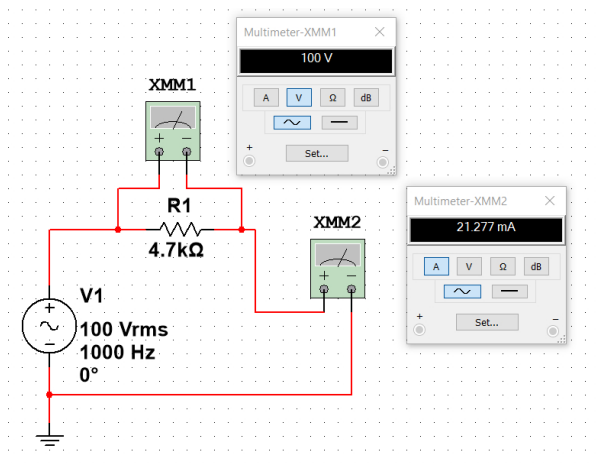 Multimeter-XMM1
100 V
A V Ω dB
+ Set... −
XMM1
+ −
R1
4.7kΩ
Multimeter-XMM2
21.277 mA
A V Ω dB
+ Set... −
XMM2
+ −
V1
+
−
100 Vrms
1000 Hz
0°